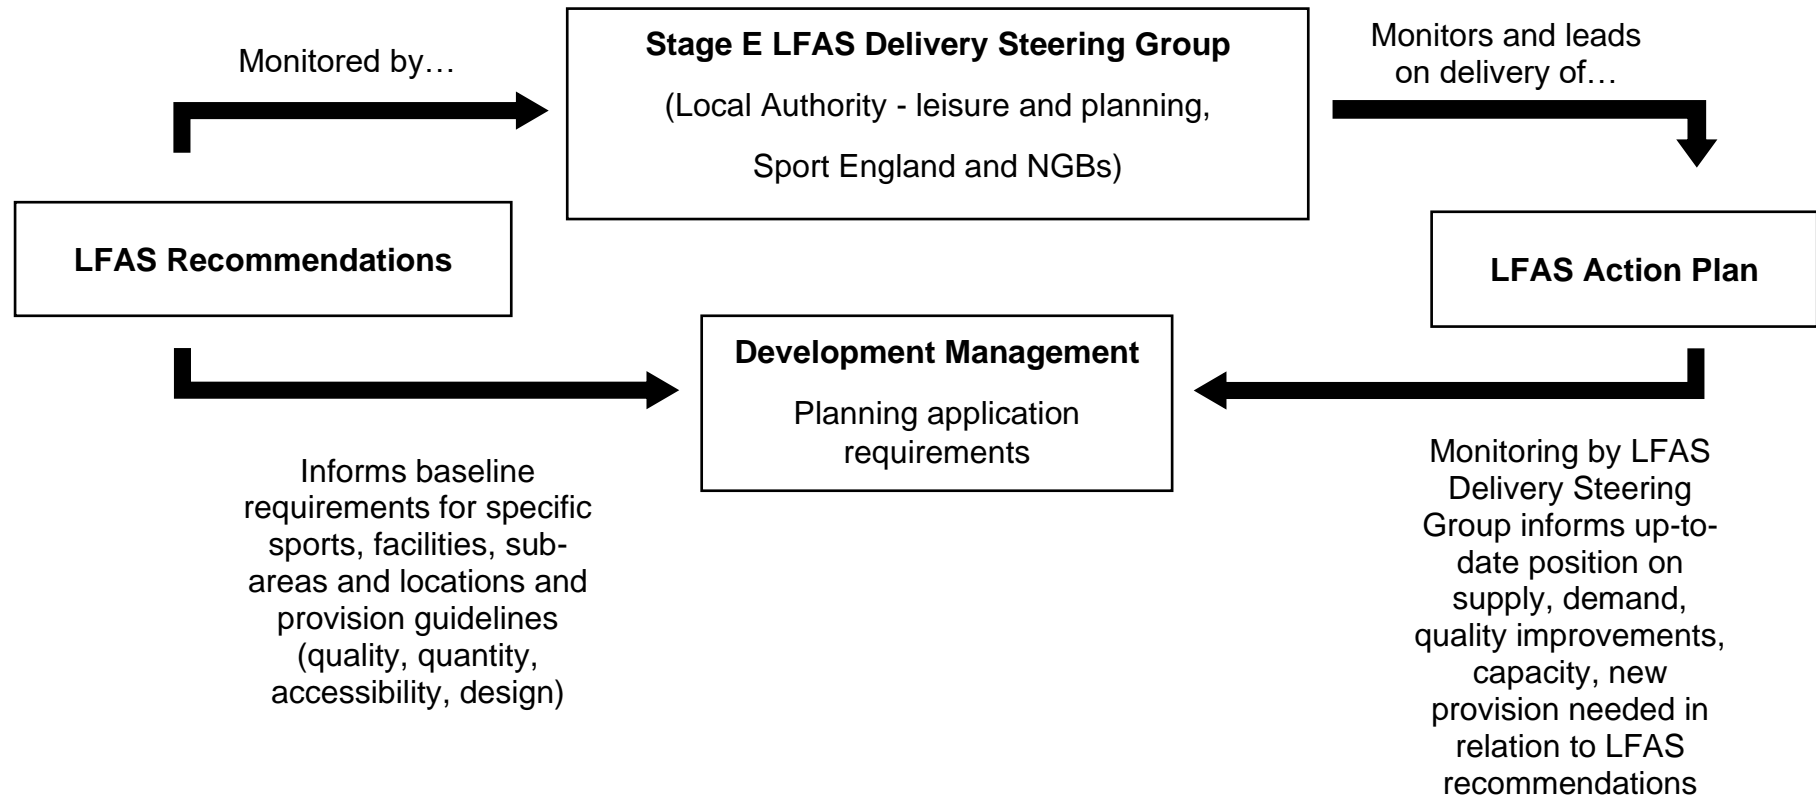 Monitored by…
Stage E LFAS Delivery Steering Group
(Local Authority - leisure and planning,
Sport England and NGBs)
Monitors and leads
on delivery of…
LFAS Recommendations
LFAS Action Plan
Development Management
Planning application
requirements
Informs baseline
requirements for specific
sports, facilities, sub-
areas and locations and
provision guidelines
(quality, quantity,
accessibility, design)
Monitoring by LFAS
Delivery Steering
Group informs up-to-
date position on
supply, demand,
quality improvements,
capacity, new
provision needed in
relation to LFAS
recommendations